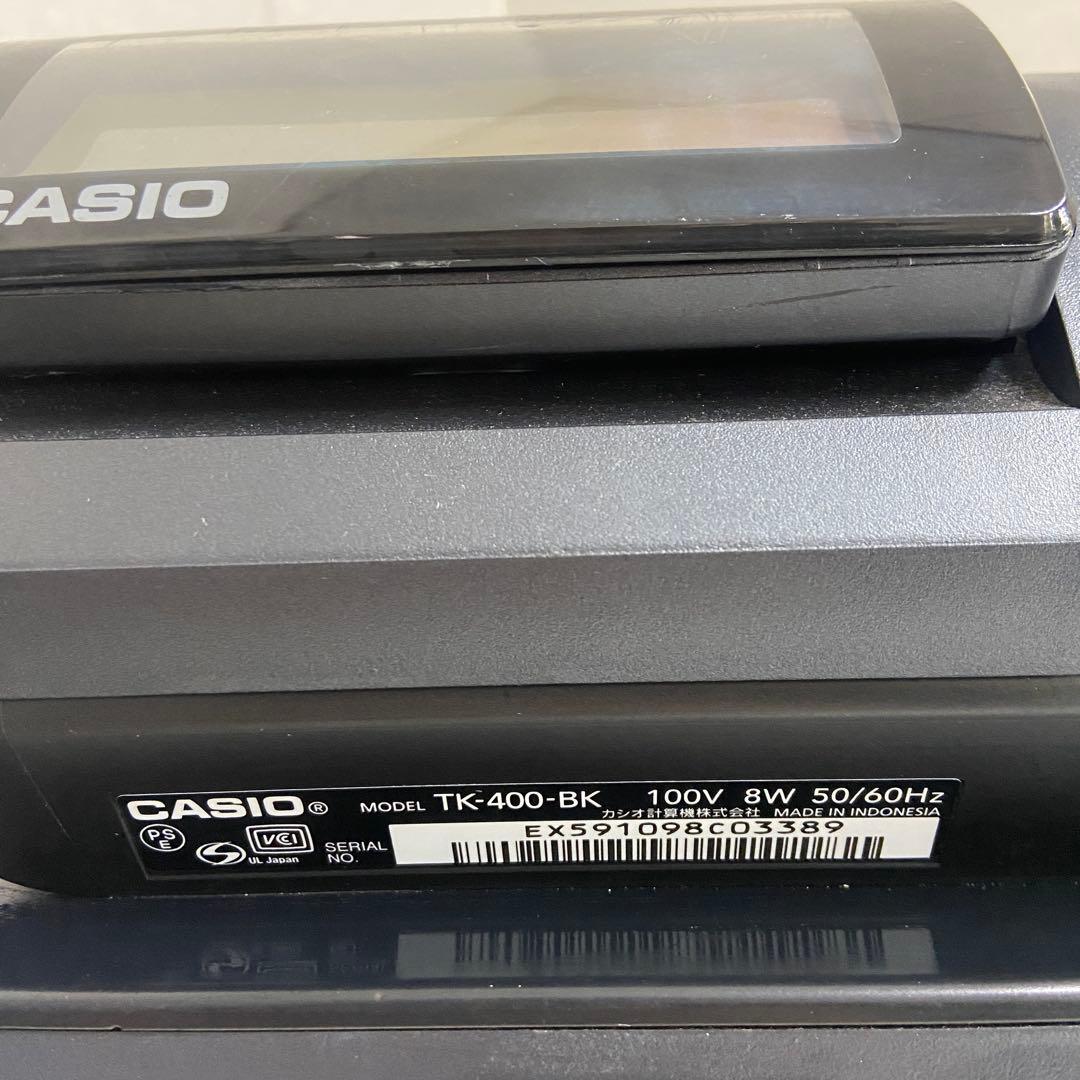 CASIO
CASIO® MODEL TK-400-BK 100V 8W 50/60Hz
カシオ計算機株式会社 MADE IN INDONESIA
PS
E
VCI
UL Japan
SERIAL
NO.
EX591098C03389